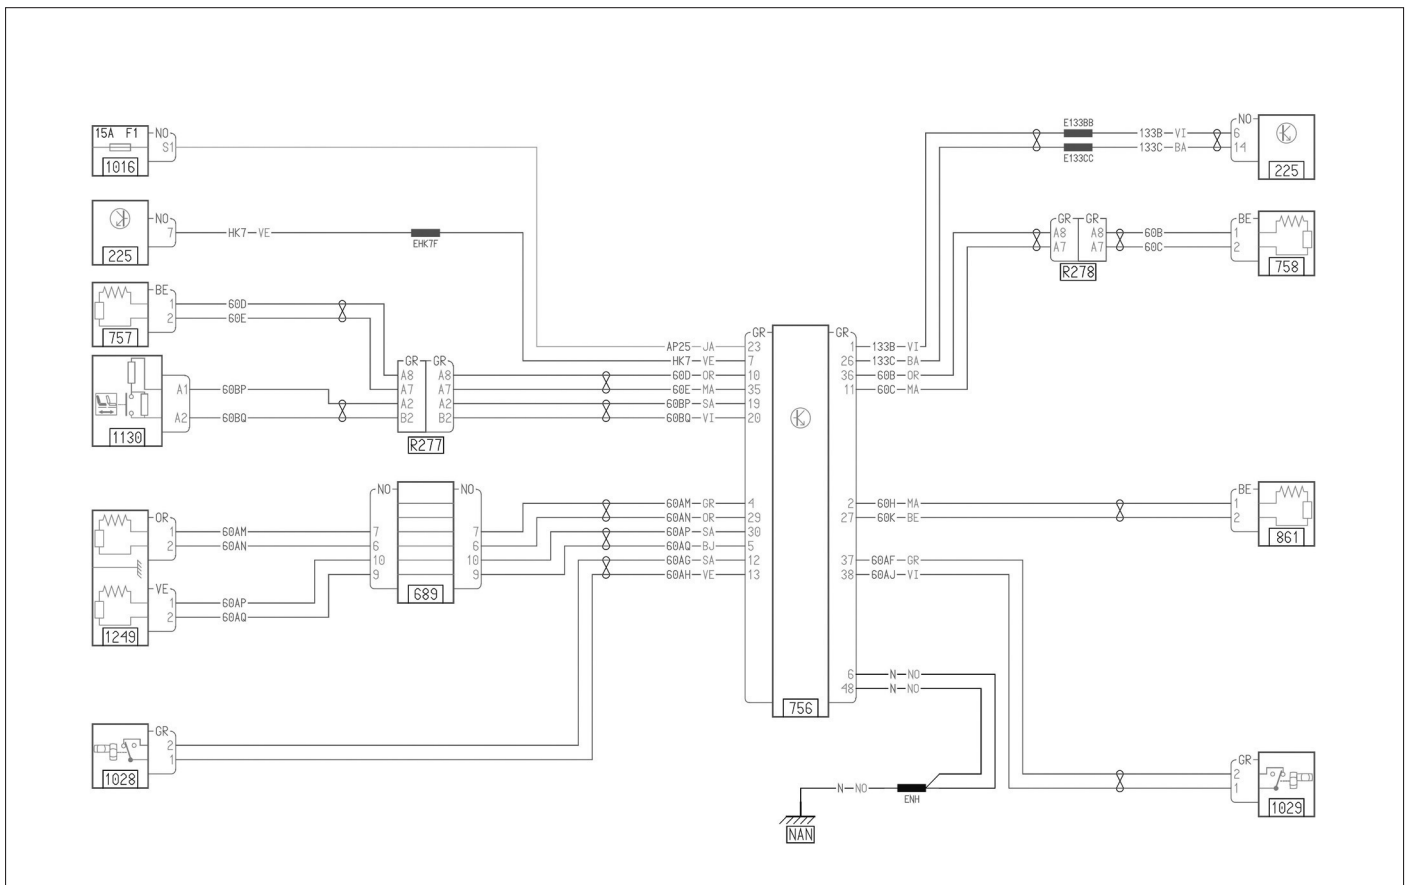 15A F1 NO
S1
1016
NO
7 HK7 VE
EHK7F
225
BE
1 60D
2 60E
757
A1 60BP
A2 60BQ
1130
GR GR
A8 A8
A7 A7
A2 A2
B2 B2
R277
OR
1 60AM
2 60AN
VE
1 60AP
2 60AQ
1249
NO NO
7 7
6 6
10 10
9 9
689
GR
2
1
1028
GR GR
AP25 JA 23
HK7 VE 7
60D OR 10
60E MA 35
60BP SA 19
60BQ VI 20
60AM GR 4
60AN OR 29
60AP SA 30
60AQ BJ 5
60AG SA 12
60AH VE 13
1 133B VI
26 133C BA
36 60B OR
11 60C MA
2 60H MA
27 60K BE
37 60AF GR
38 60AJ VI
6 N NO
48 N NO
756
N NO
ENH
NAN
E133BB
133B VI
133C BA
E133CC
NO
6
14
225
GR GR
A8 A8
A7 A7
R278
60B
60C
BE
1
2
758
BE
1
2
861
GR
2
1
1029